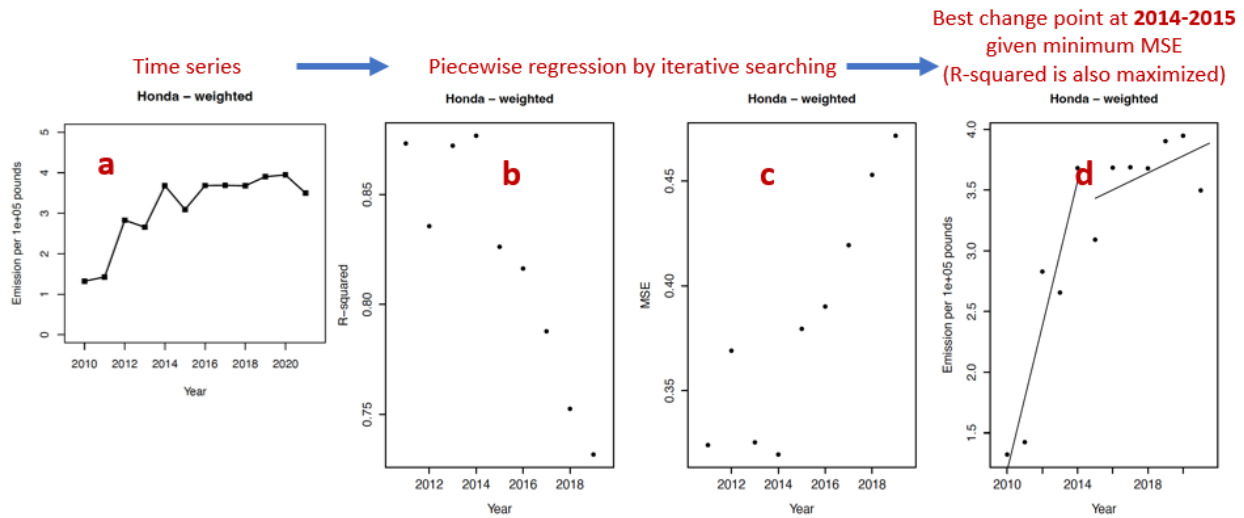 Time series
Piecewise regression by iterative searching
Best change point at 2014-2015
given minimum MSE
(R-squared is also maximized)
Honda – weighted
a
Emission per 1e+05 pounds
5
4
3
2
1
0
2010 2012 2014 2016 2018 2020
Year
Honda – weighted
b
R-squared
0.85
0.80
0.75
2012 2014 2016 2018
Year
Honda – weighted
c
MSE
0.45
0.40
0.35
2012 2014 2016 2018
Year
Honda – weighted
d
Emission per 1e+05 pounds
4.0
3.5
3.0
2.5
2.0
1.5
2010 2014 2018
Year